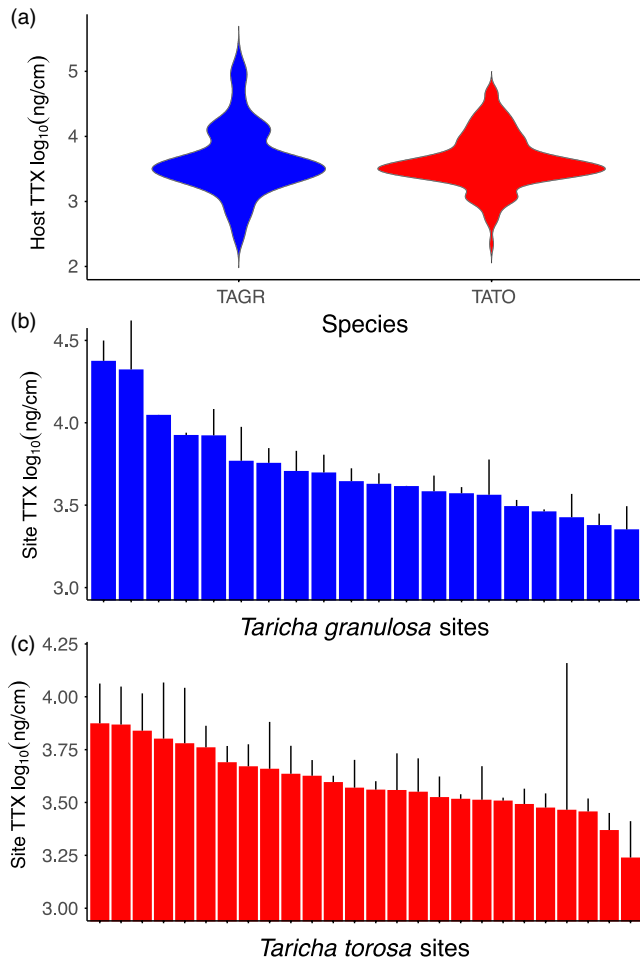 (a)
Host TTX log10(ng/cm)
5
4
3
2
TAGR
TATO
Species
(b)
Site TTX log10(ng/cm)
4.5
4.0
3.5
3.0
Taricha granulosa sites
(c)
Site TTX log10(ng/cm)
4.25
4.00
3.75
3.50
3.25
3.00
Taricha torosa sites